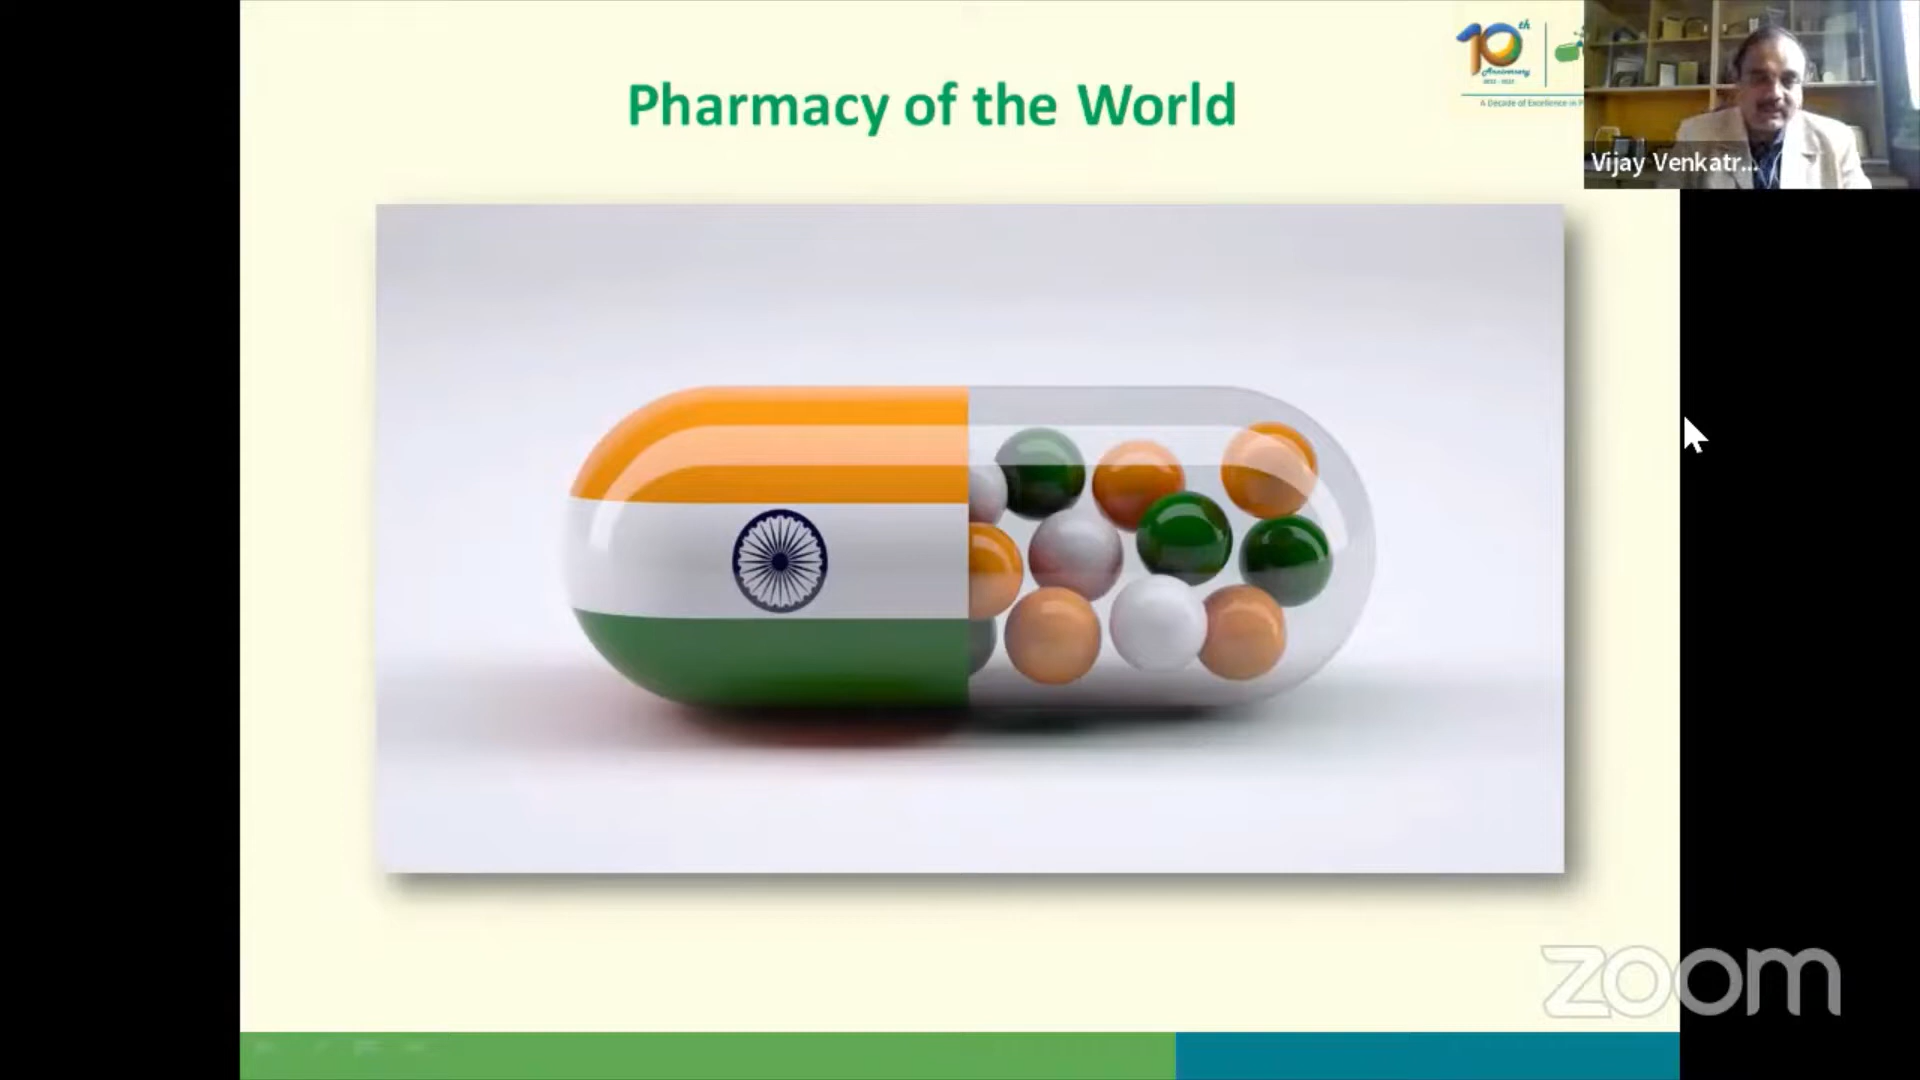 Pharmacy of the World
10th
Anniversary
A Decade of Excellence in
Vijay Venkatr...
zoom